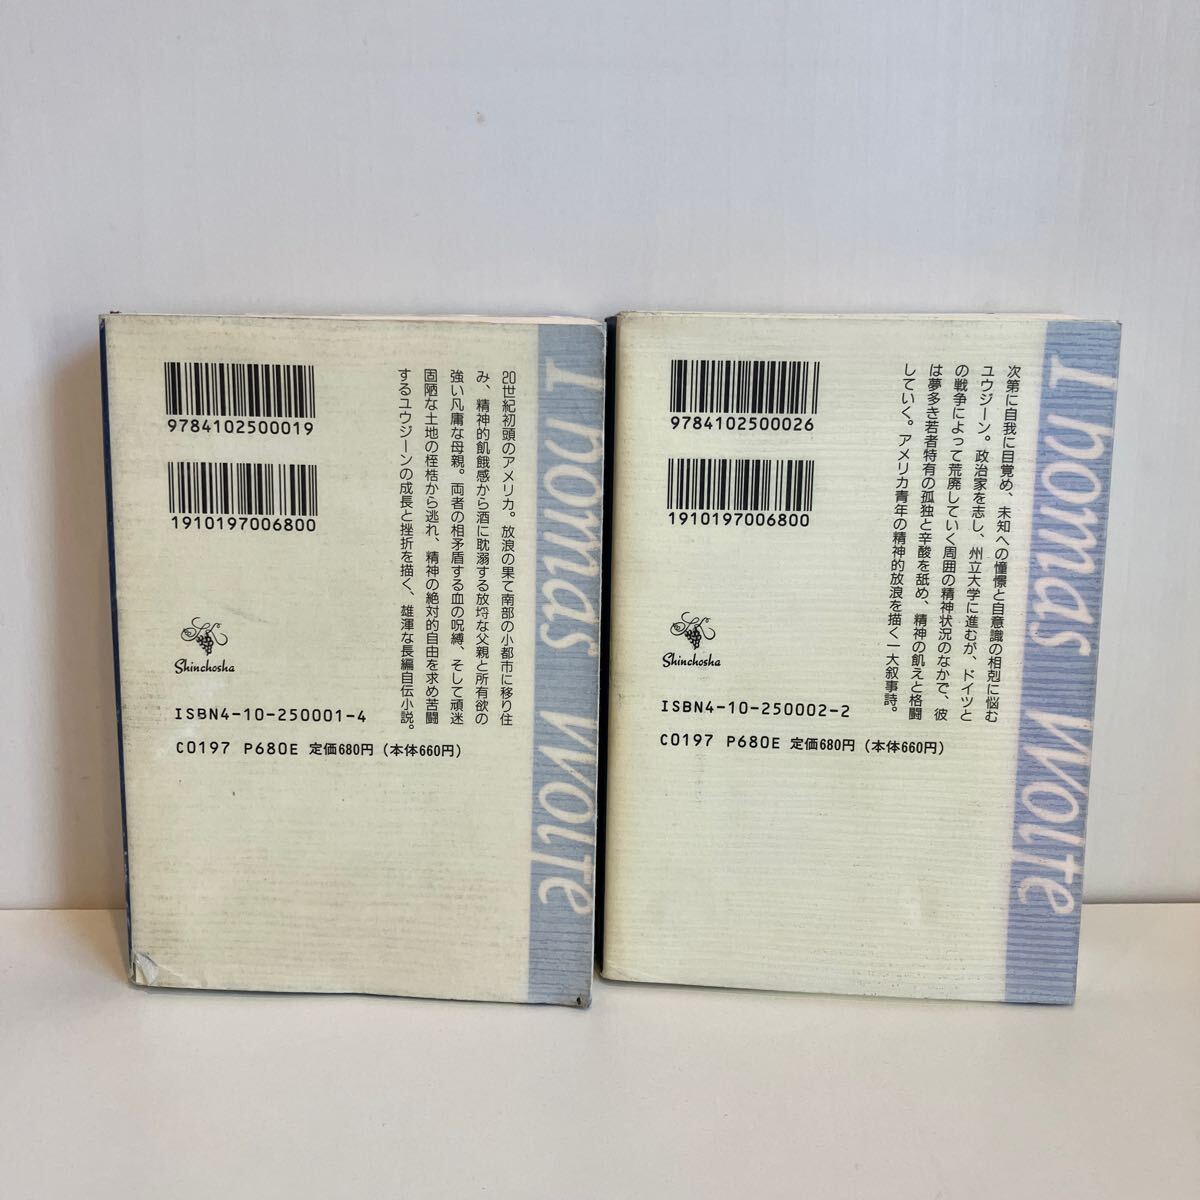 9784102500019
1910197006800
Shinchosha
ISBN4-10-250001-4
C0197 P680E 定価680円（本体660円）
20世紀初頭のアメリカ。放浪の果て南部の小都市に移り住
み、精神的飢餓感から酒に耽溺する放埒な父親と所有欲の
強い凡庸な母親。両者の相矛盾する血の呪縛、そして頑迷
固陋な土地の桎梏から逃れ、精神の絶対的自由を求め苦闘
するユウジーンの成長と挫折を描く、雄渾な長編自伝小説。
Thomas Wolfe
9784102500026
1910197006800
Shinchosha
ISBN4-10-250002-2
C0197 P680E 定価680円（本体660円）
次第に自我に目覚め、未知への憧憬と自意識の相剋に悩む
ユウジーン。政治家を志し、州立大学に進むが、ドイツと
の戦争によって荒廃していく周囲の精神状況のなかで、彼
は夢多き若者特有の孤独と辛酸を舐め、精神の飢えと格闘
していく。アメリカ青年の精神的放浪を描く一大叙事詩。
Thomas Wolfe